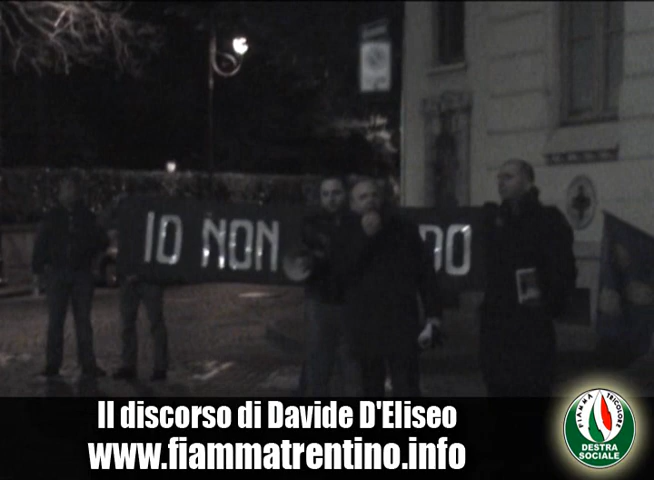 IO NON DO
Il discorso di Davide D'Eliseo
www.fiammatrentino.info
FIAMMA TRICOLORE
DESTRA
SOCIALE